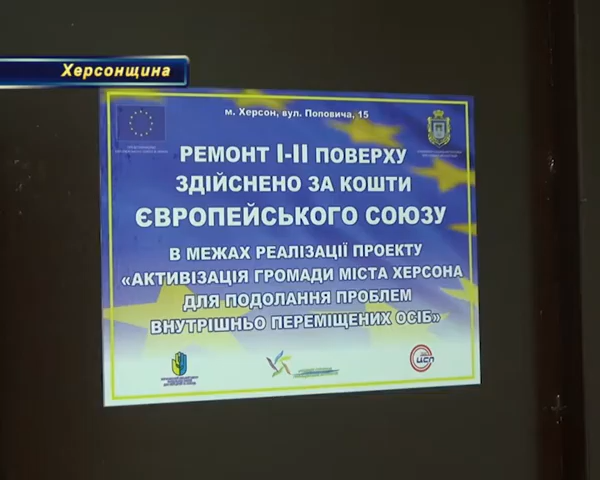 Херсонщина
м. Херсон, вул. Поповича, 15
РЕМОНТ І-ІІ ПОВЕРХУ
ЗДІЙСНЕНО ЗА КОШТИ
ЄВРОПЕЙСЬКОГО СОЮЗУ
В МЕЖАХ РЕАЛІЗАЦІЇ ПРОЕКТУ
«АКТИВІЗАЦІЯ ГРОМАДИ МІСТА ХЕРСОНА
ДЛЯ ПОДОЛАННЯ ПРОБЛЕМ
ВНУТРІШНЬО ПЕРЕМІЩЕНИХ ОСІБ»